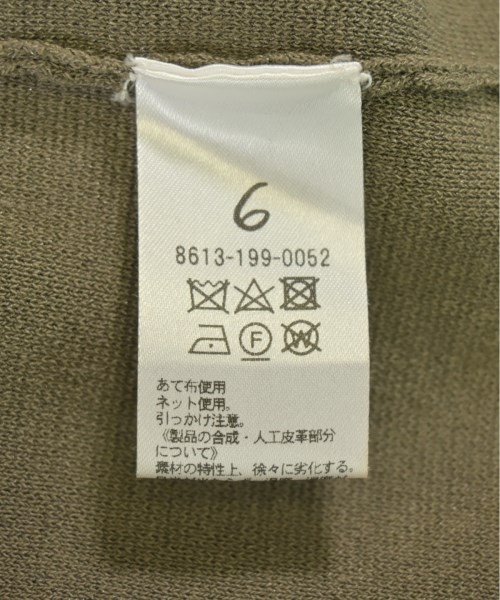 6
8613-199-0052
F
W
あて布使用
ネット使用。
引っかけ注意。
《製品の合成・人工皮革部分
について》
素材の特性上、徐々に劣化する。